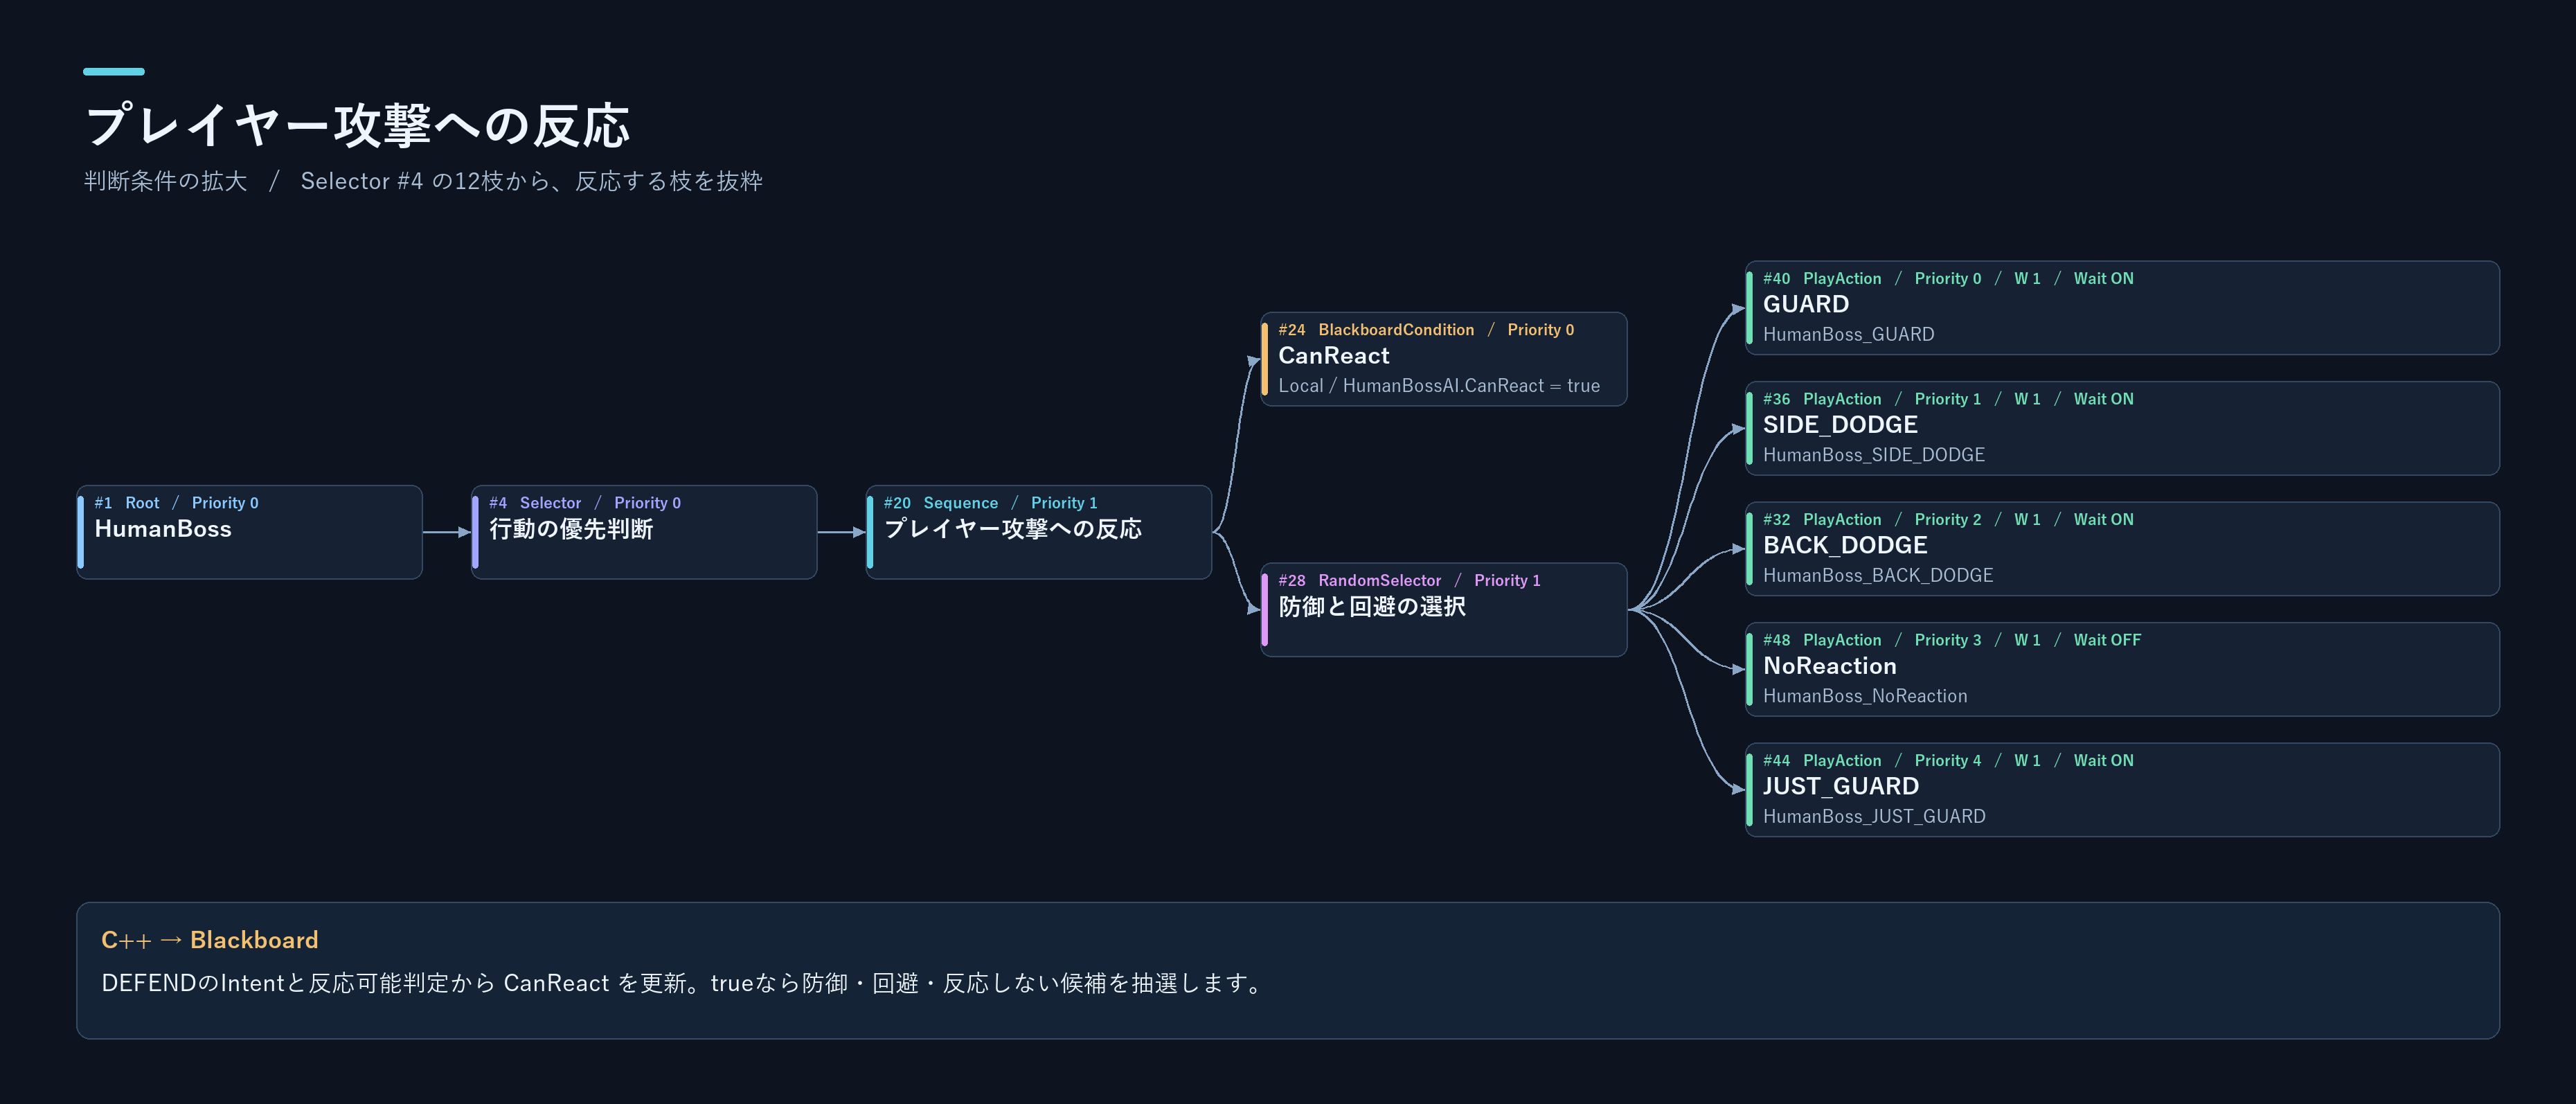 プレイヤー攻撃への反応
判断条件の拡大 / Selector #4 の12枝から、反応する枝を抜粋
#1 Root / Priority 0
HumanBoss
#4 Selector / Priority 0
行動の優先判断
#20 Sequence / Priority 1
プレイヤー攻撃への反応
#24 BlackboardCondition / Priority 0
CanReact
Local / HumanBossAI.CanReact = true
#28 RandomSelector / Priority 1
防御と回避の選択
#40 PlayAction / Priority 0 / W 1 / Wait ON
GUARD
HumanBoss_GUARD
#36 PlayAction / Priority 1 / W 1 / Wait ON
SIDE_DODGE
HumanBoss_SIDE_DODGE
#32 PlayAction / Priority 2 / W 1 / Wait ON
BACK_DODGE
HumanBoss_BACK_DODGE
#48 PlayAction / Priority 3 / W 1 / Wait OFF
NoReaction
HumanBoss_NoReaction
#44 PlayAction / Priority 4 / W 1 / Wait ON
JUST_GUARD
HumanBoss_JUST_GUARD
C++ → Blackboard
DEFENDのIntentと反応可能判定から CanReact を更新。trueなら防御・回避・反応しない候補を抽選します。